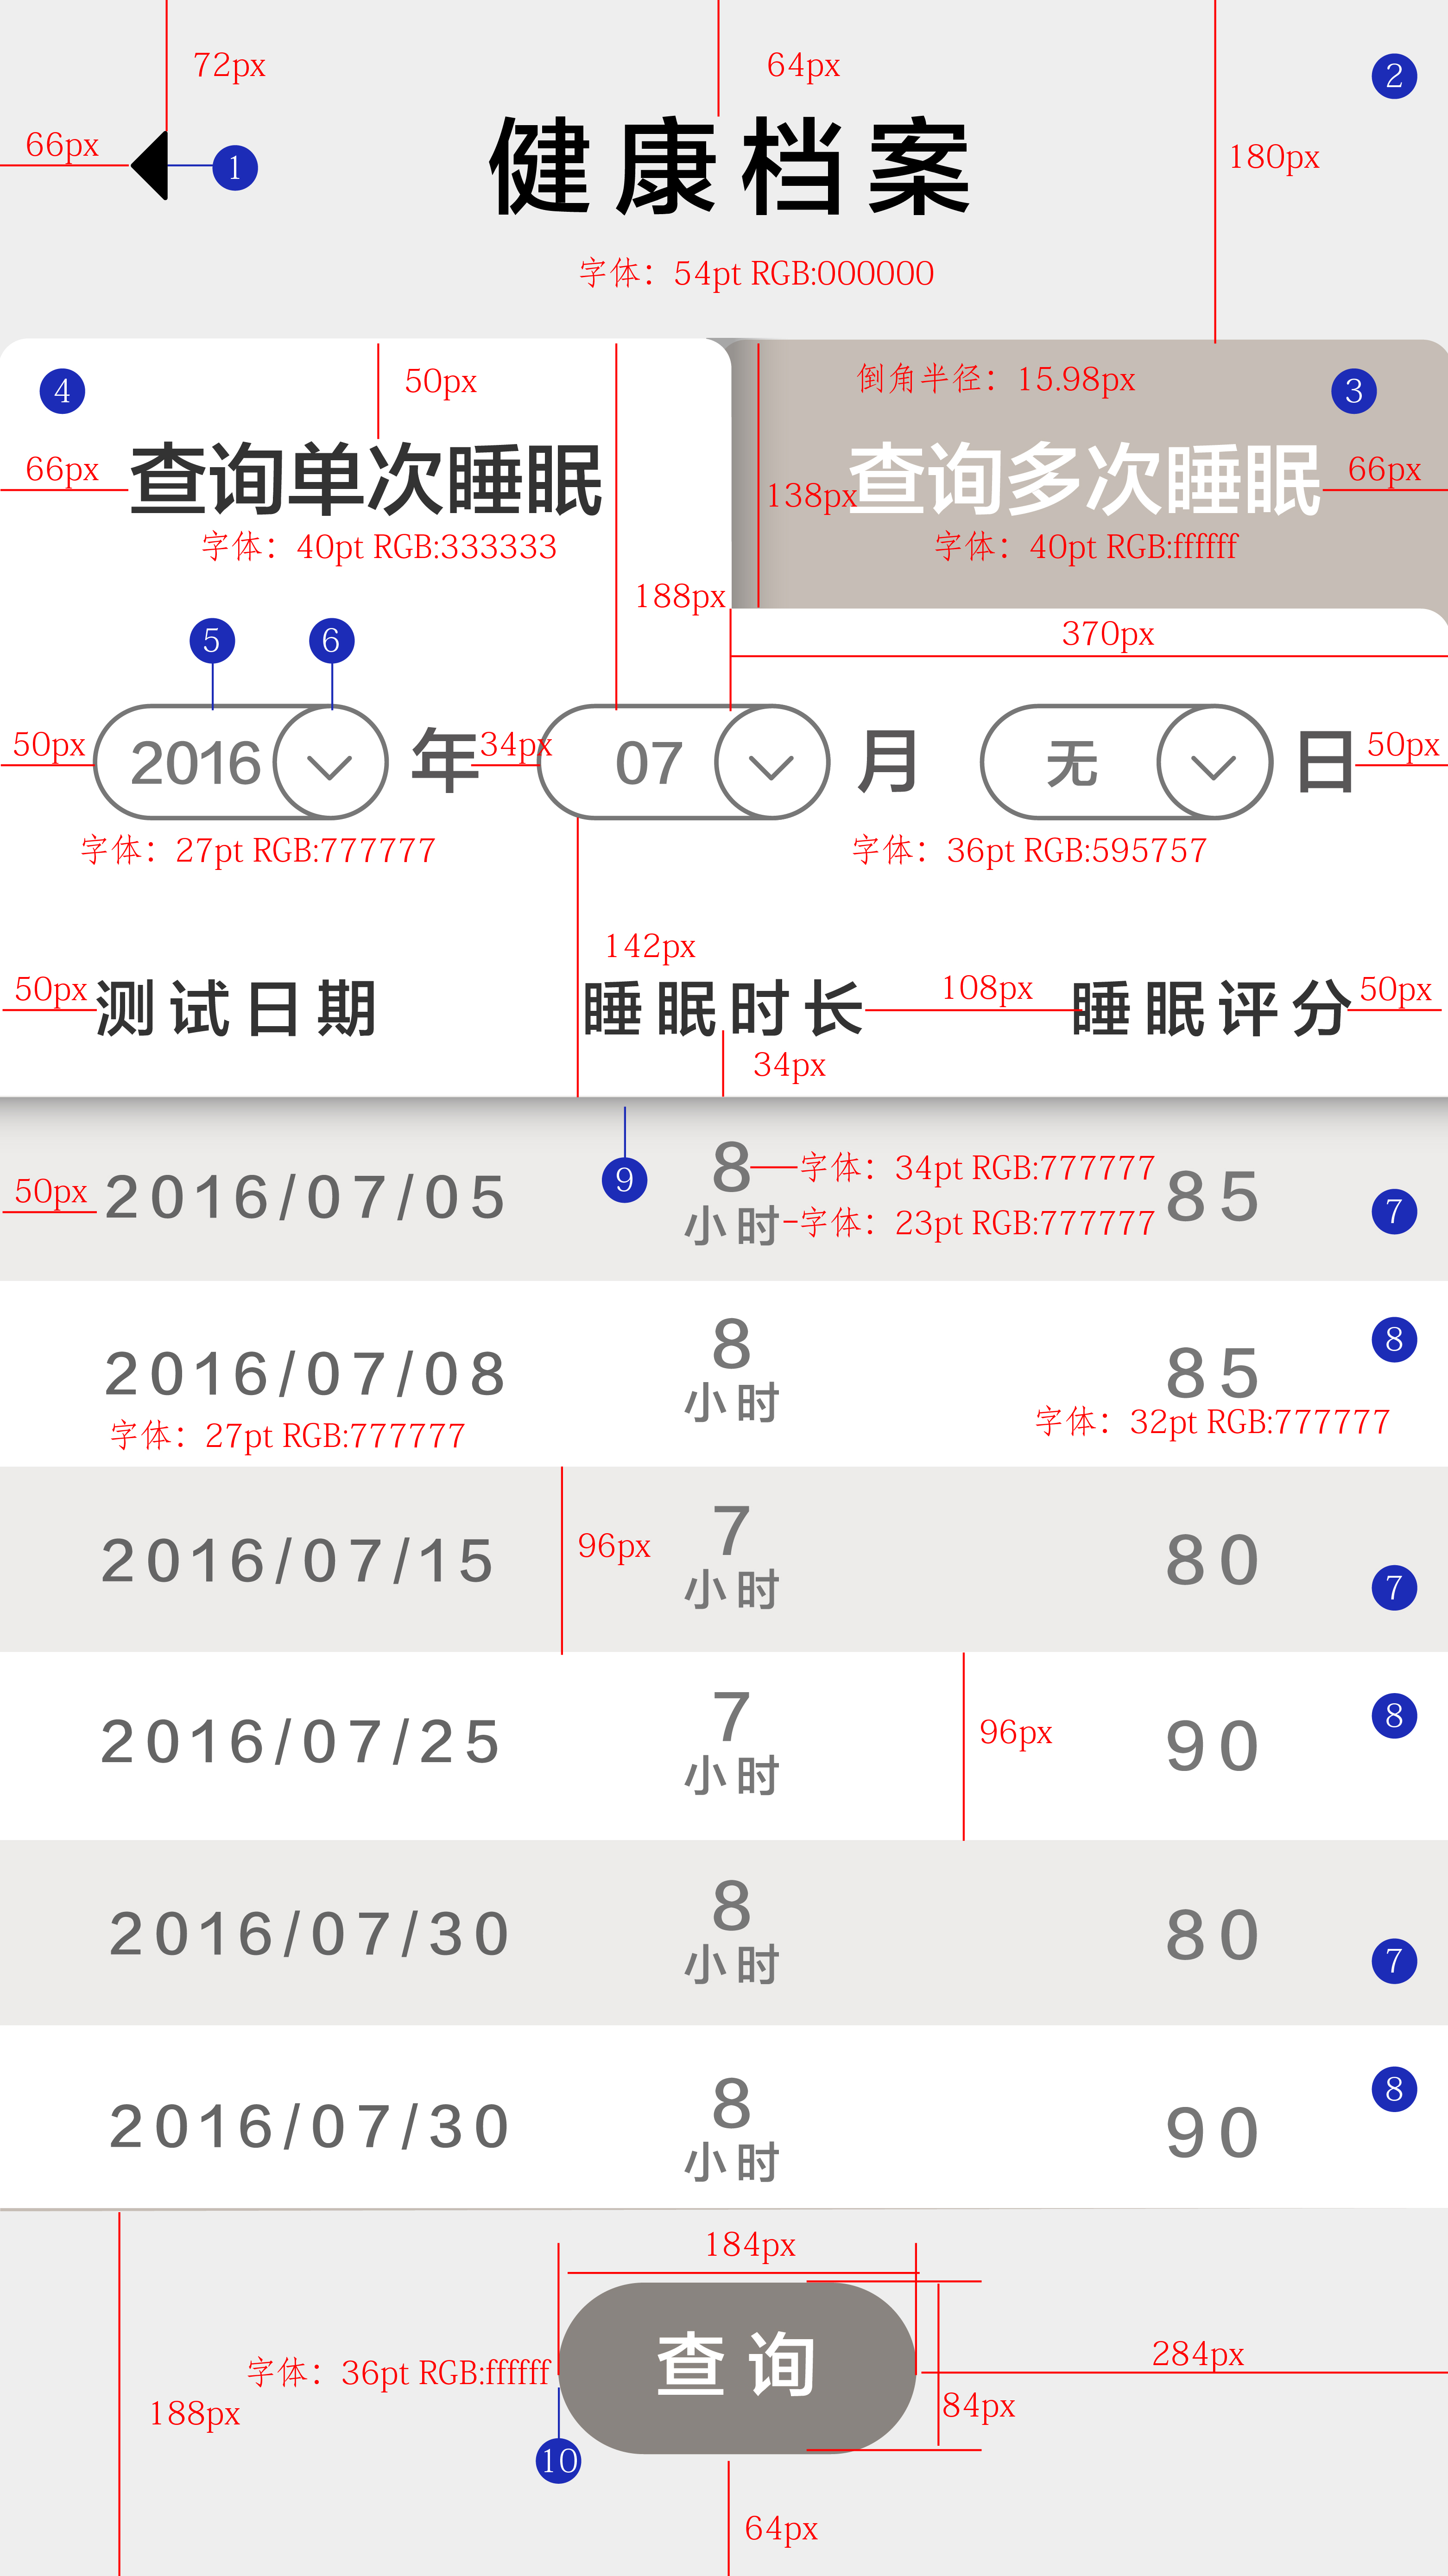 72px
64px
2
66px
1
健康档案
180px
字体：54pt RGB:000000
4
50px
倒角半径：15.98px
3
66px
查询单次睡眠
138px
查询多次睡眠
66px
字体：40pt RGB:333333
字体：40pt RGB:ffffff
188px
5
6
370px
50px
2016
年
34px
07
月
无
日
50px
字体：27pt RGB:777777
字体：36pt RGB:595757
142px
50px
测试日期
睡眠时长
108px
睡眠评分
50px
34px
50px
2016/07/05
9
8
字体：34pt RGB:777777
小时
字体：23pt RGB:777777
85
7
2016/07/08
8
小时
85
8
字体：27pt RGB:777777
字体：32pt RGB:777777
2016/07/15
96px
7
小时
80
7
2016/07/25
7
小时
96px
90
8
2016/07/30
8
小时
80
7
2016/07/30
8
小时
90
8
184px
查询
字体：36pt RGB:ffffff
284px
188px
84px
10
64px